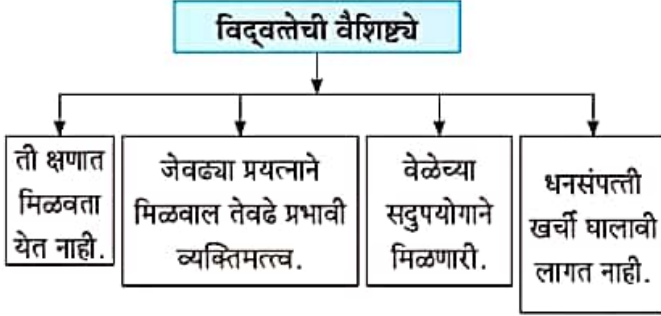 विद्वत्तेची वैशिष्ट्ये
ती क्षणात
मिळवता
येत नाही.
जेवढ्या प्रयत्नाने
मिळवाल तेवढे प्रभावी
व्यक्तिमत्त्व.
वेळेच्या
सदुपयोगाने
मिळणारी.
धनसंपत्ती
खर्ची घालावी
लागत नाही.